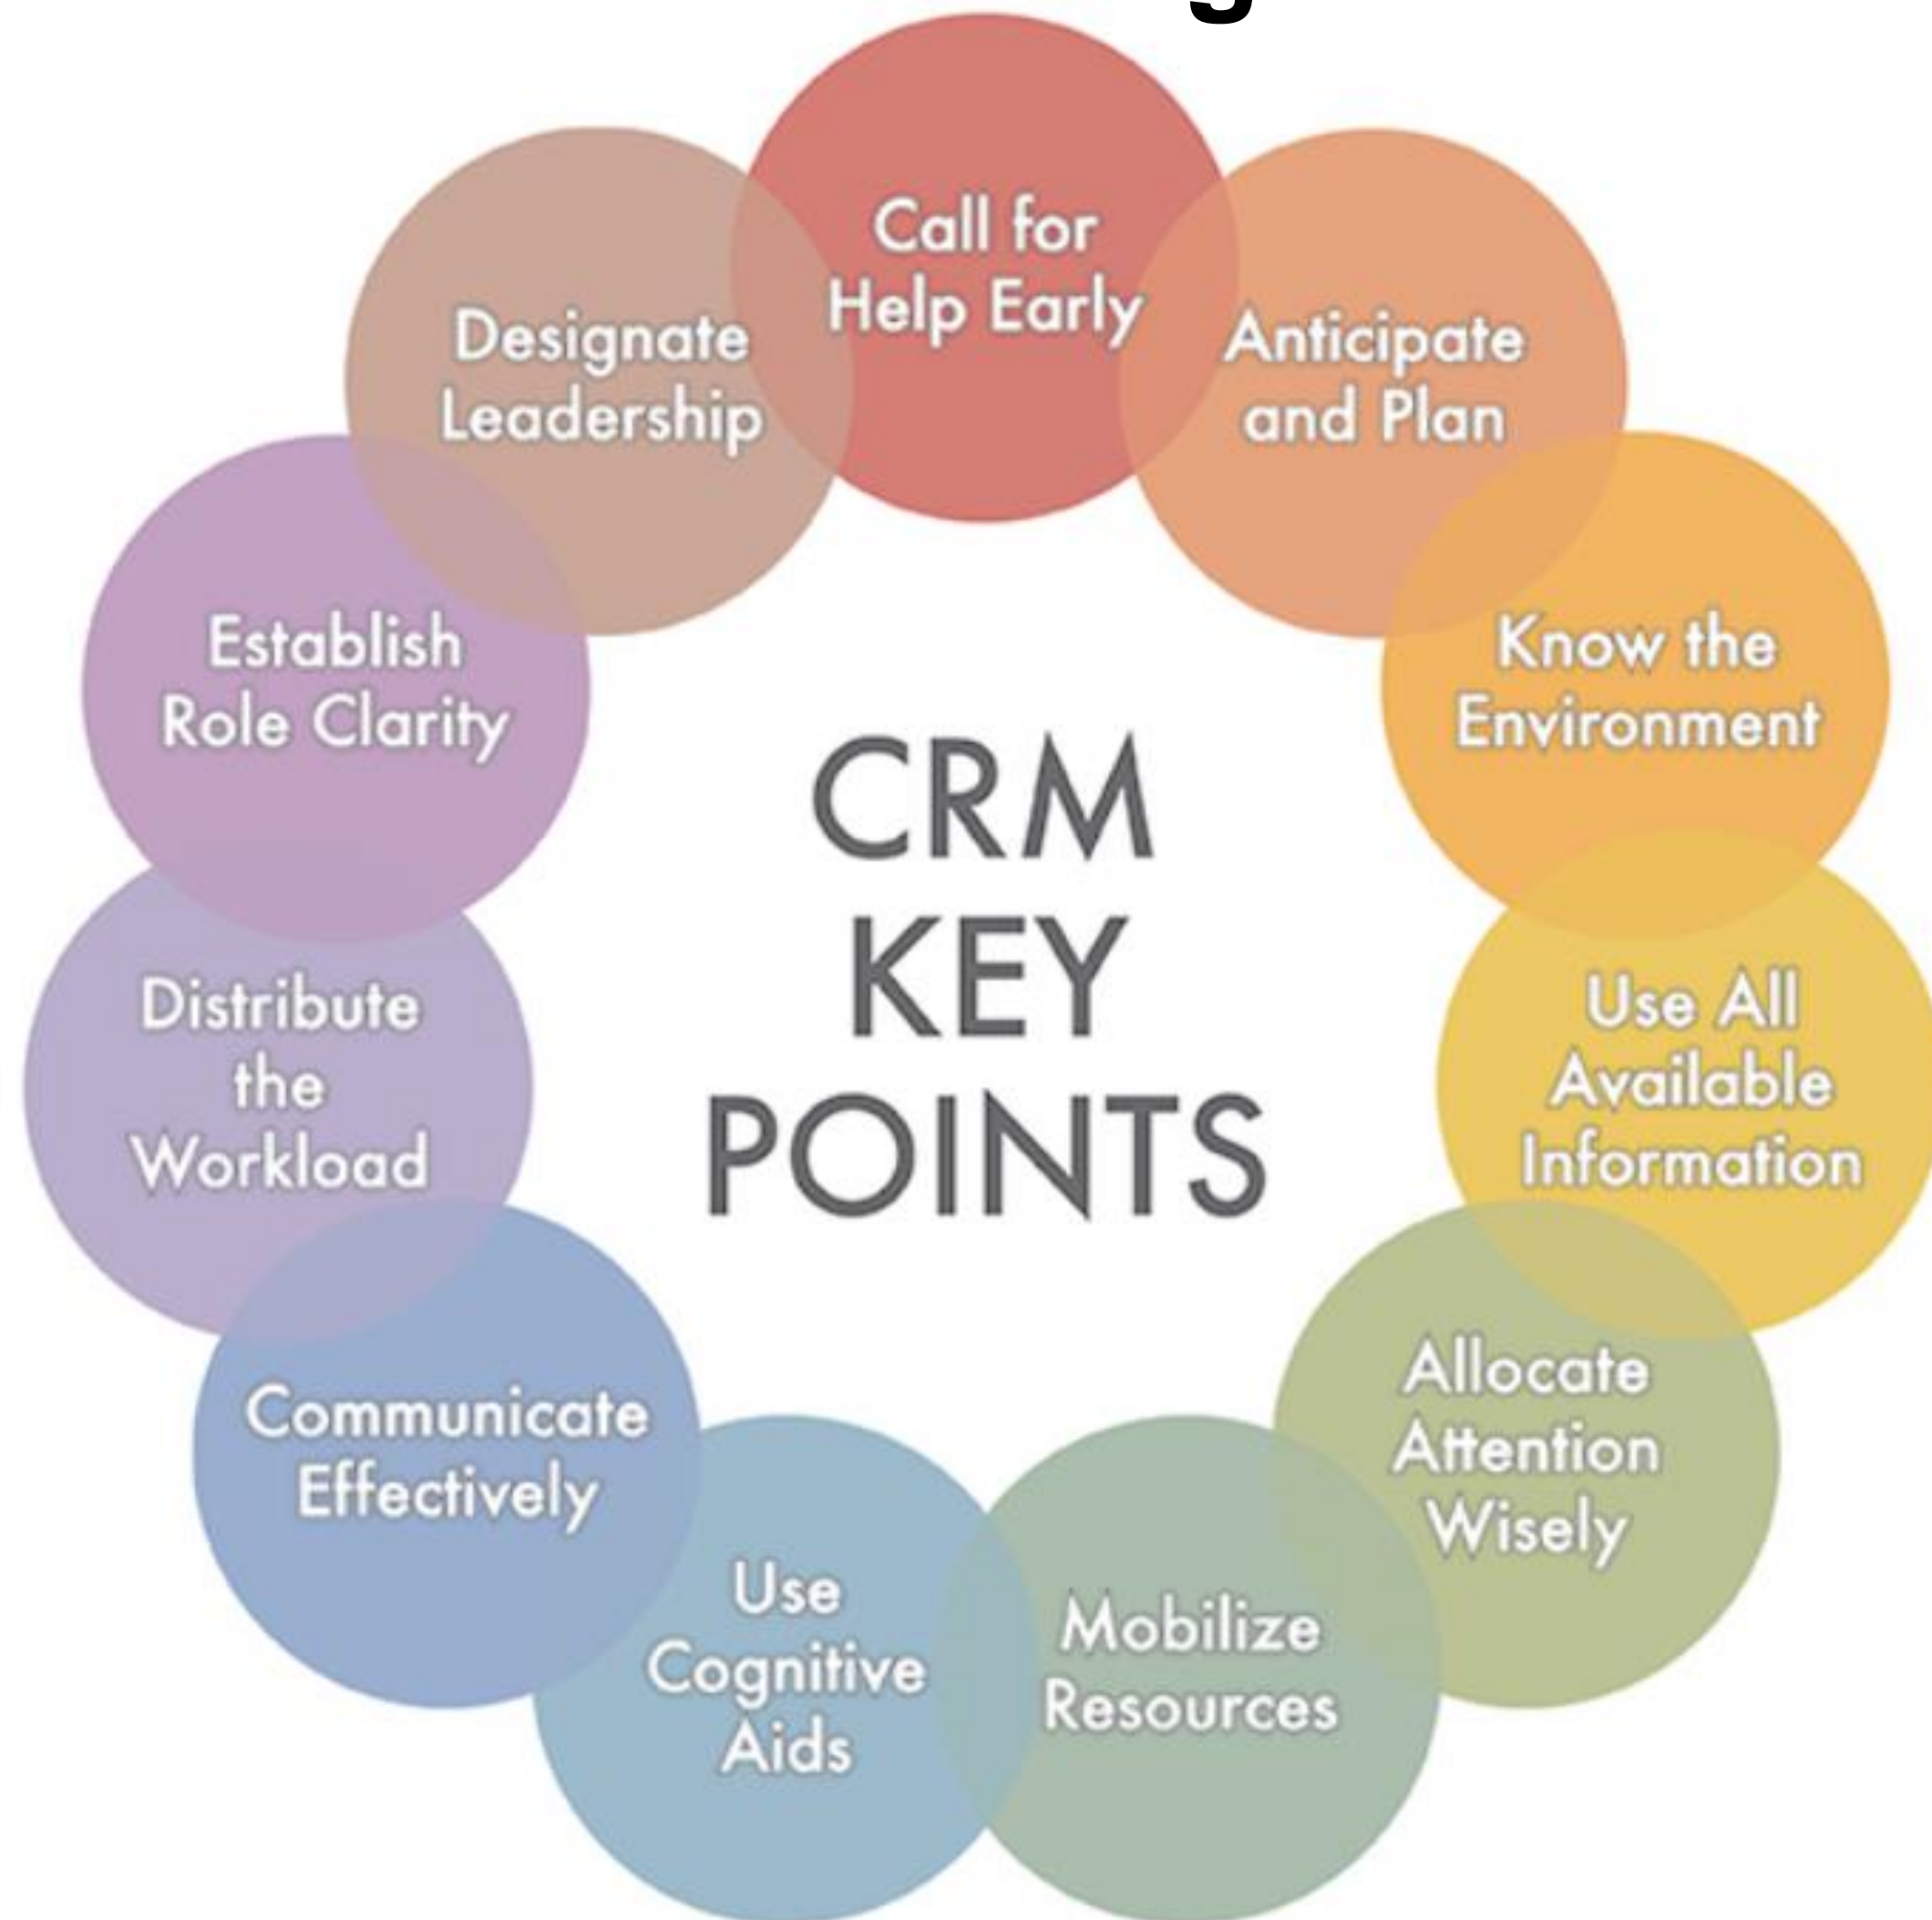 Call for
Help Early
Anticipate
and Plan
Know the
Environment
Use All
Available
Information
Allocate
Attention
Wisely
Mobilize
Resources
Use
Cognitive
Aids
Communicate
Effectively
Distribute
the
Workload
Establish
Role Clarity
Designate
Leadership
CRM
KEY
POINTS